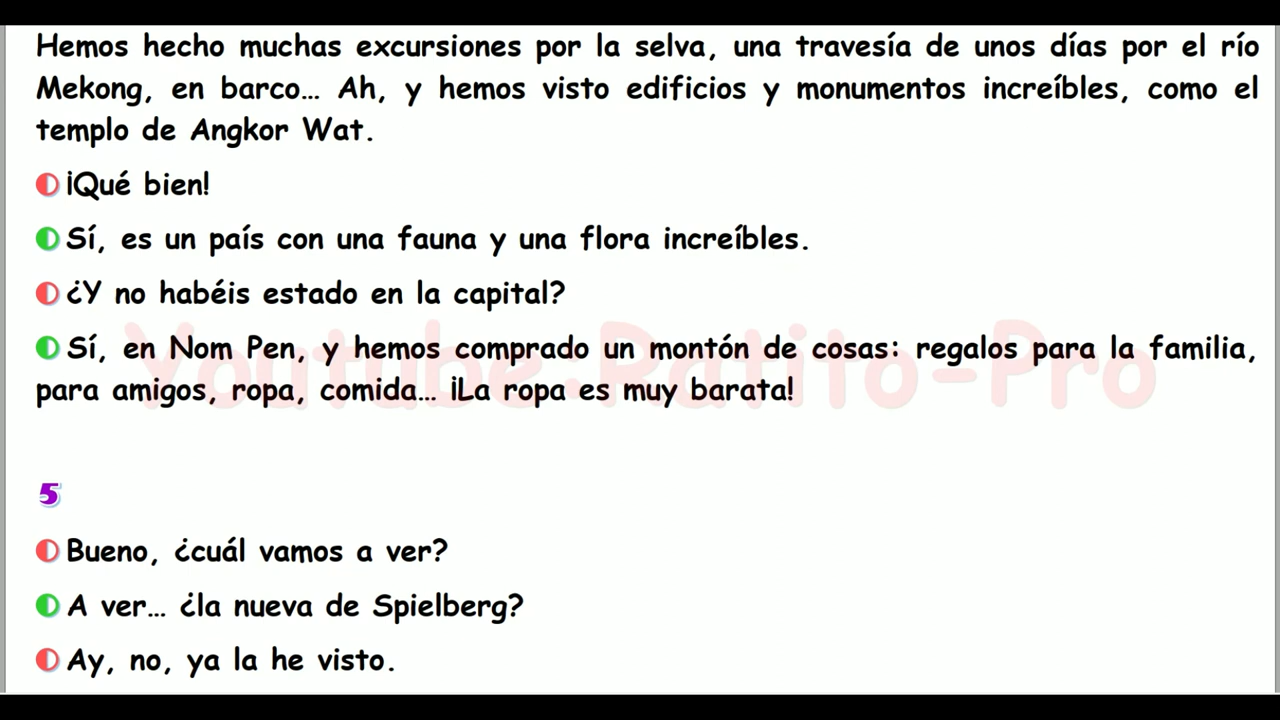 Hemos hecho muchas excursiones por la selva, una travesía de unos días por el río
Mekong, en barco... Ah, y hemos visto edificios y monumentos increíbles, como el
templo de Angkor Wat.
¡Qué bien!
Sí, es un país con una fauna y una flora increíbles.
¿Y no habéis estado en la capital?
Sí, en Nom Pen, y hemos comprado un montón de cosas: regalos para la familia,
para amigos, ropa, comida... ¡La ropa es muy barata!
Youtube:Patito-Pro
5
Bueno, ¿cuál vamos a ver?
A ver... ¿la nueva de Spielberg?
Ay, no, ya la he visto.